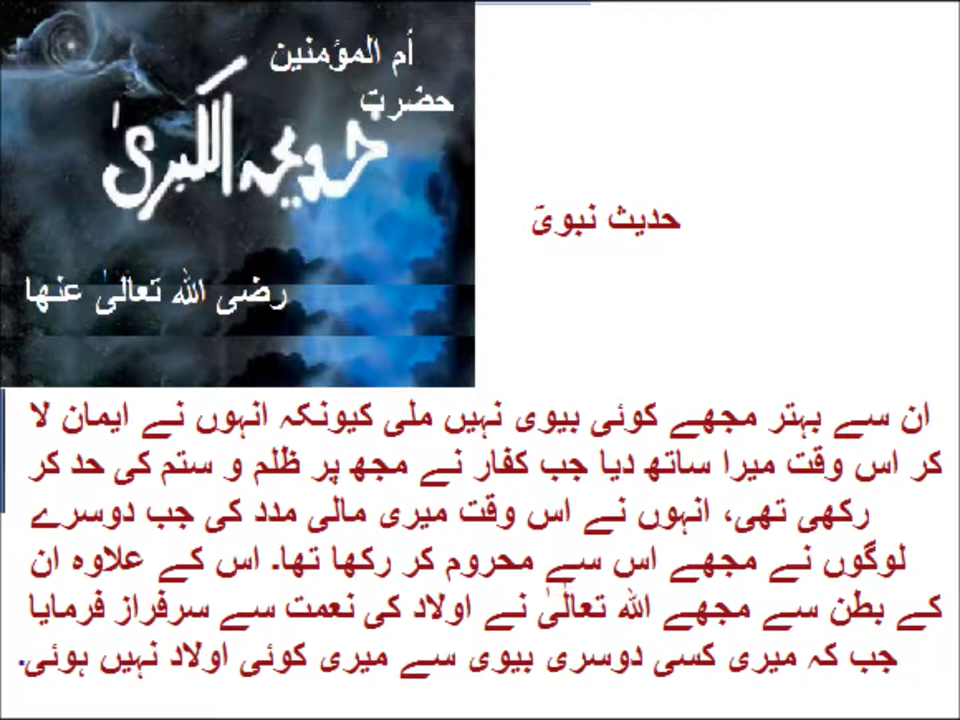 اُم المؤمنین
حضرت
خدیجہ الکبریٰ
رضی اللہ تعالیٰ عنھا
حدیث نبویؐ
ان سے بہتر مجھے کوئی بیوی نہیں ملی کیونکہ انہوں نے ایمان لا
کر اس وقت میرا ساتھ دیا جب کفار نے مجھ پر ظلم و ستم کی حد کر
رکھی تھی، انہوں نے اس وقت میری مالی مدد کی جب دوسرے
لوگوں نے مجھے اس سے محروم کر رکھا تھا۔ اس کے علاوہ ان
کے بطن سے مجھے اللہ تعالٰیٰ نے اولاد کی نعمت سے سرفراز فرمایا
جب کہ میری کسی دوسری بیوی سے میری کوئی اولاد نہیں ہوئی.